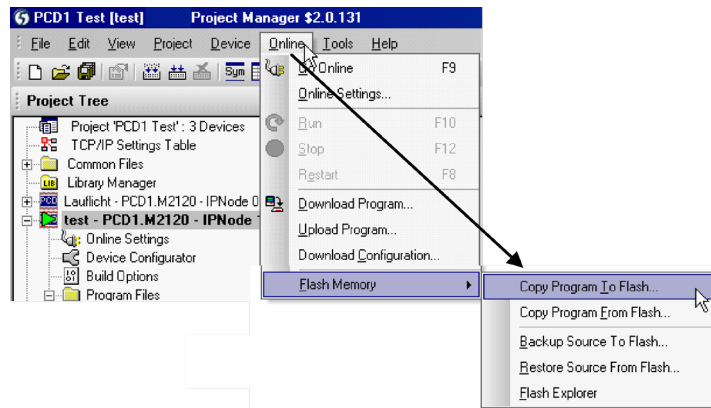 PCD1 Test [test] Project Manager $2.0.131
File Edit View Project Device Online Tools Help
Sym
Project Tree
Project 'PCD1 Test': 3 Devices
TCP/IP Settings Table
Common Files
LIB Library Manager
PCD Lauflicht - PCD1.M2120 - IPNode 0
test - PCD1.M2120 - IPNode
Online Settings
Device Configurator
Build Options
Program Files
Go Online F9
Online Settings...
Run F10
Stop F12
Restart F8
Download Program...
Upload Program...
Download Configuration...
Flash Memory
Copy Program To Flash...
Copy Program From Flash...
Backup Source To Flash...
Restore Source From Flash...
Flash Explorer